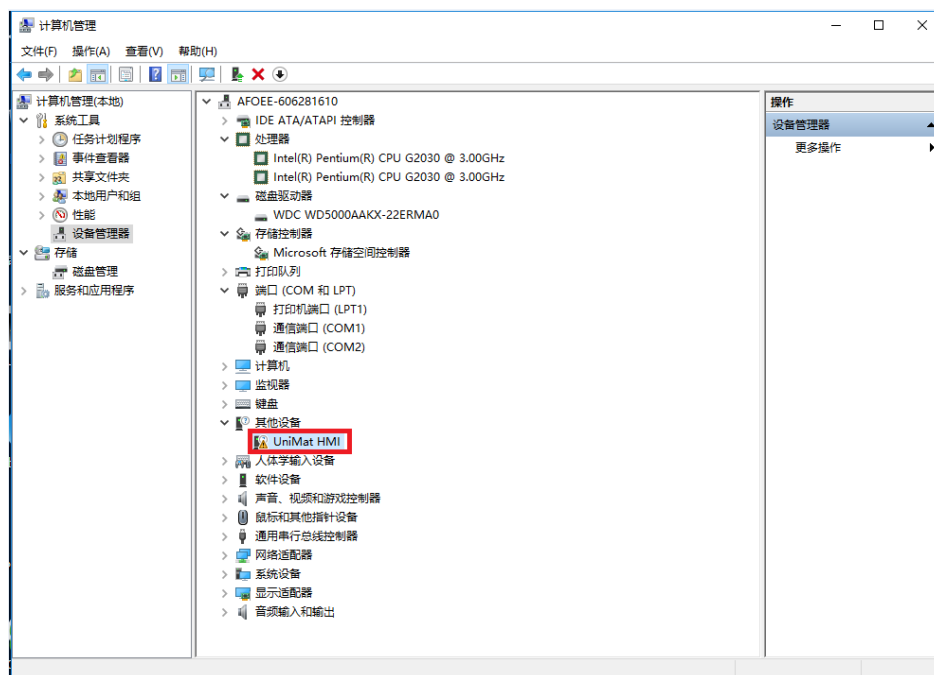 计算机管理
文件(F) 操作(A) 查看(V) 帮助(H)
计算机管理(本地)
系统工具
任务计划程序
事件查看器
共享文件夹
本地用户和组
性能
设备管理器
存储
磁盘管理
服务和应用程序
AFOEE-606281610
IDE ATA/ATAPI 控制器
处理器
Intel(R) Pentium(R) CPU G2030 @ 3.00GHz
Intel(R) Pentium(R) CPU G2030 @ 3.00GHz
磁盘驱动器
WDC WD5000AAKX-22ERMA0
存储控制器
Microsoft 存储空间控制器
打印队列
端口 (COM 和 LPT)
打印机端口 (LPT1)
通信端口 (COM1)
通信端口 (COM2)
计算机
监视器
键盘
其他设备
UniMat HMI
人体学输入设备
软件设备
声音、视频和游戏控制器
鼠标和其他指针设备
通用串行总线控制器
网络适配器
系统设备
显示适配器
音频输入和输出
操作
设备管理器
更多操作